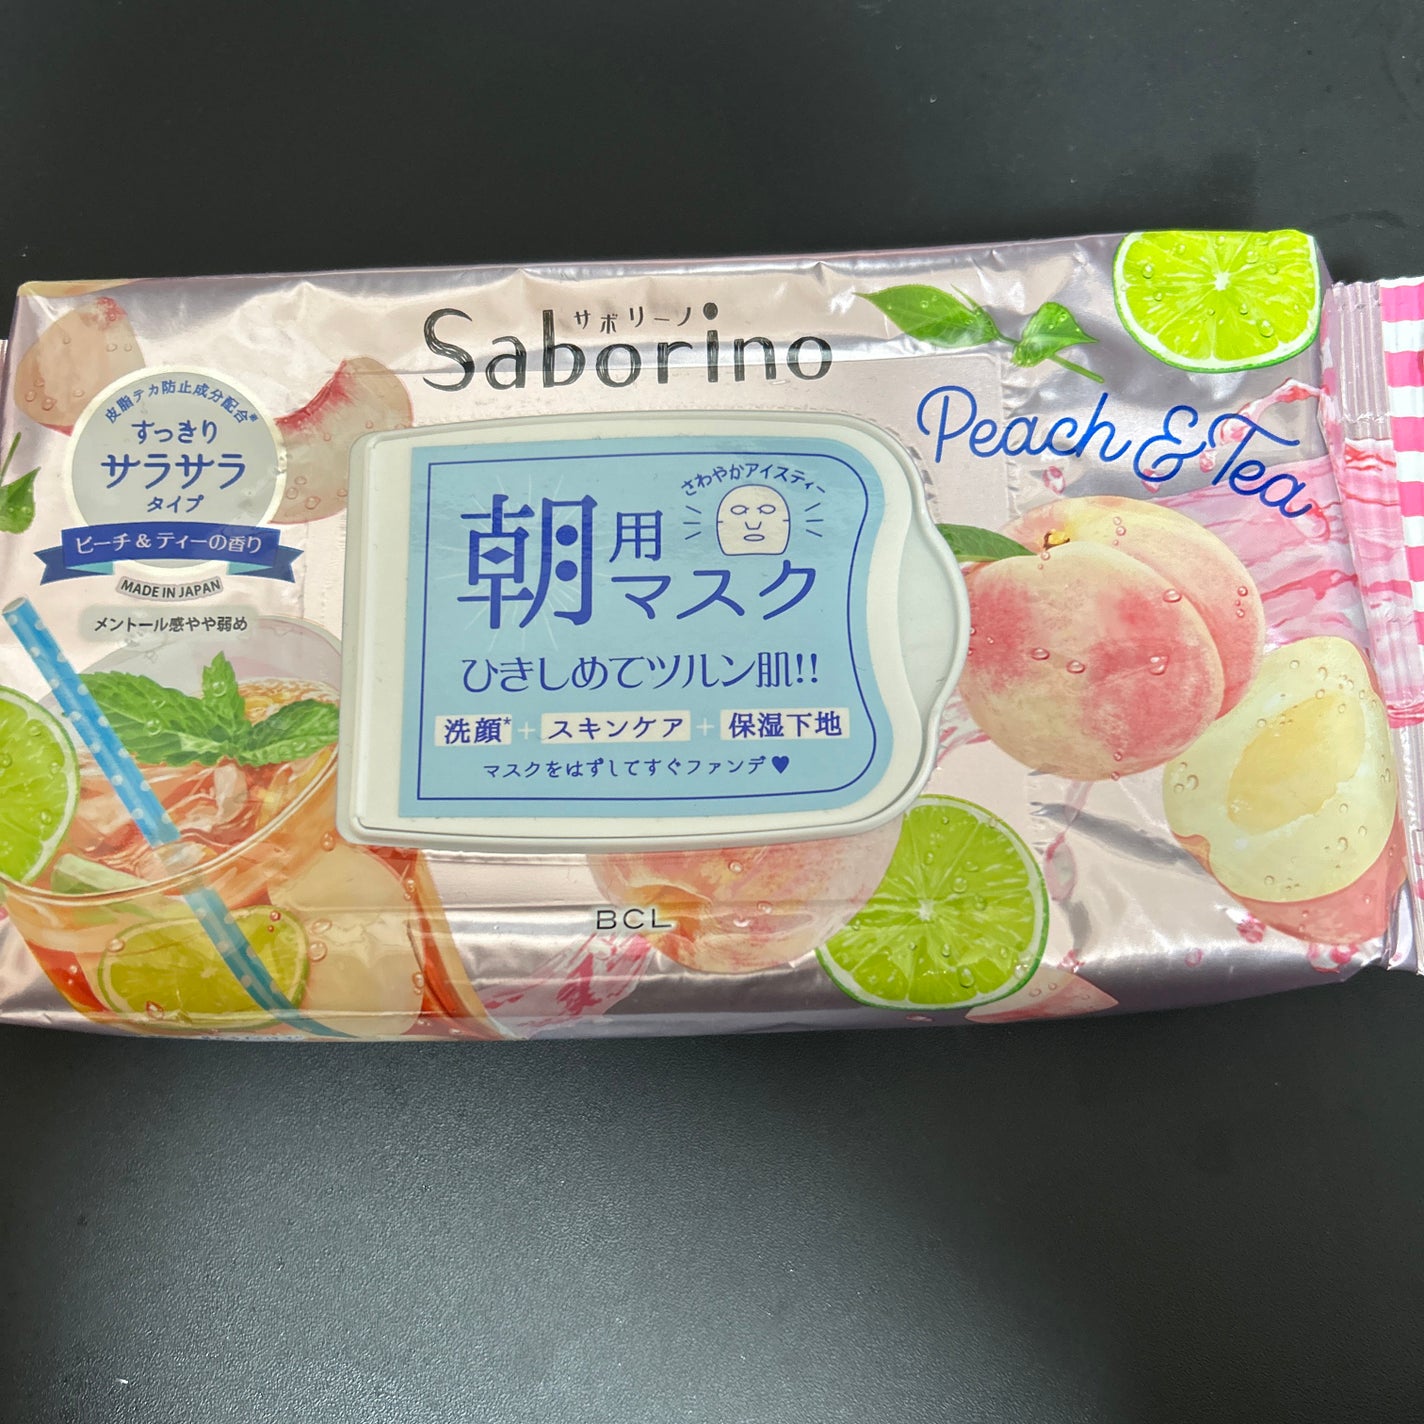 サボリーノ
Saborino
Peach & Tea
皮脂テカ防止成分配合※
すっきり
サラサラ
タイプ
ピーチ & ティーの香り
MADE IN JAPAN
メントール感やや弱め
さわやかアイスティー
朝用
マスク
ひきしめてツルン肌!!
洗顔*+スキンケア+保湿下地
マスクをはずしてすぐファンデ♥
BCL